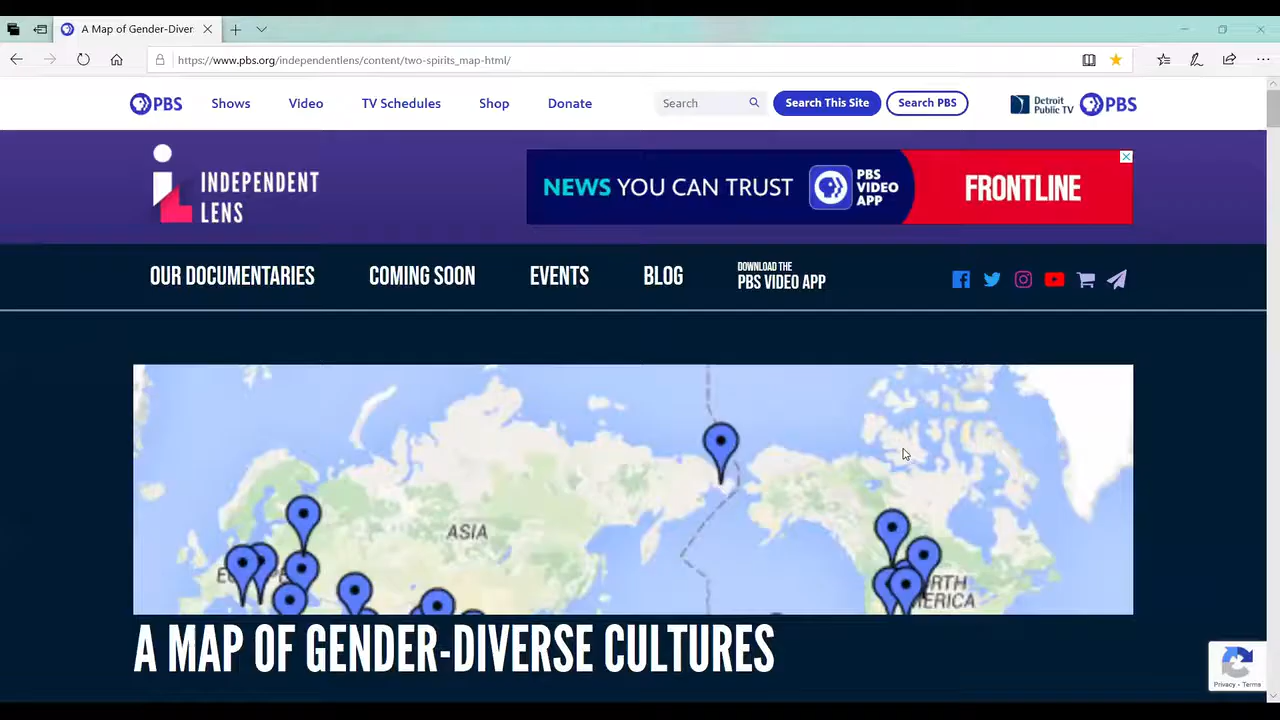 A Map of Gender-Diver
https://www.pbs.org/independentlens/content/two-spirits_map-html/
PBS
Shows
Video
TV Schedules
Shop
Donate
Search
Search This Site
Search PBS
Detroit
Public TV
PBS
INDEPENDENT
LENS
NEWS YOU CAN TRUST
PBS
VIDEO
APP
FRONTLINE
OUR DOCUMENTARIES
COMING SOON
EVENTS
BLOG
DOWNLOAD THE
PBS VIDEO APP
ASIA
A MAP OF GENDER-DIVERSE CULTURES
Privacy - Terms